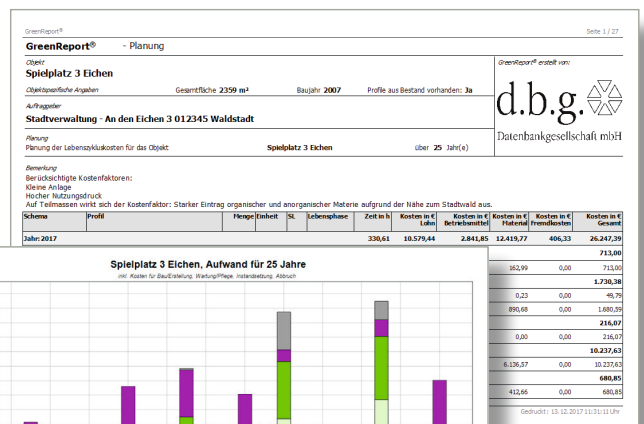 GreenReport® Seite 1 / 27
GreenReport® - Planung
Objekt GreenReport® erstellt von:
Spielplatz 3 Eichen
Objektspezifische Angaben Gesamtfläche 2359 m² Baujahr 2007 Profile aus Bestand vorhanden: Ja
d.b.g.
Auftraggeber
Stadtverwaltung - An den Eichen 3 012345 Waldstadt
Datenbankgesellschaft mbH
Planung
Planung der Lebenszykluskosten für das Objekt Spielplatz 3 Eichen über 25 Jahr(e)
Bemerkung
Berücksichtigte Kostenfaktoren:
Kleine Anlage
Hocher Nutzungsdruck
Auf Teilmassen wirkt sich der Kostenfaktor: Starker Eintrag organischer und anorganischer Materie aufgrund der Nähe zum Stadtwald aus.
Schema Profil Menge Einheit SL Lebensphase Zeit in h Kosten in € Kosten in € Kosten in € Kosten in € Kosten in €
Lohn Betriebsmittel Material Fremdkosten Gesamt
Jahr: 2017 330,61 10.579,44 2.841,85 12.419,77 406,33 26.247,39
713,00
162,99 0,00 713,00
1.730,38
0,23 0,00 49,79
890,68 0,00 1.680,59
216,07
0,00 0,00 216,07
10.237,63
6.136,57 0,00 10.237,63
680,85
412,66 0,00 680,85
Gedruckt: 13.12.2017 11:31:11 Uhr
Spielplatz 3 Eichen, Aufwand für 25 Jahre
inkl. Kosten für Bau/Erstellung, Wartung/Pflege, Instandsetzung, Abbruch